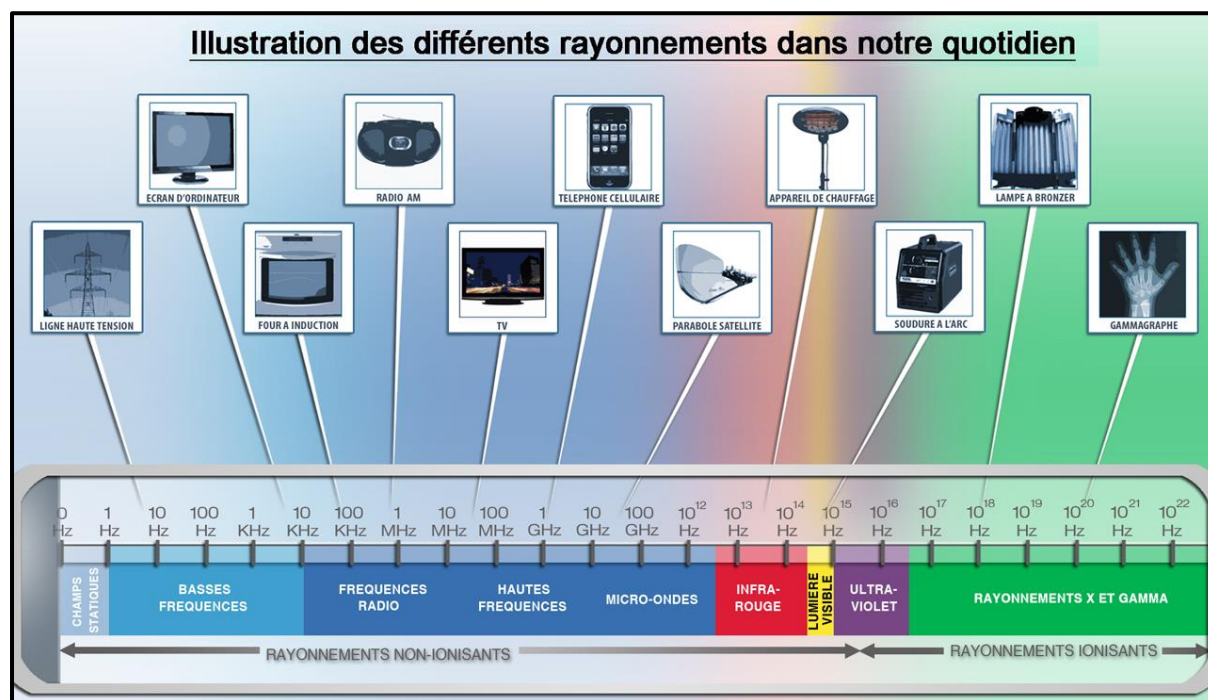 Illustration des différents rayonnements dans notre quotidien
ECRAN D'ORDINATEUR
RADIO AM
TELEPHONE CELLULAIRE
APPAREIL DE CHAUFFAGE
LAMPE A BRONZER
LIGNE HAUTE TENSION
FOUR A INDUCTION
TV
PARABOLE SATELLITE
SOUDURE A L'ARC
GAMMAGRAPHE
0 1 10 100 1 10 100 1 10 100 1 10 100 10¹² 10¹³ 10¹⁴ 10¹⁵ 10¹⁶ 10¹⁷ 10¹⁸ 10¹⁹ 10²⁰ 10²¹ 10²²
Hz Hz Hz Hz KHz KHz KHz MHz MHz MHz GHz GHz GHz Hz Hz Hz Hz Hz Hz Hz Hz Hz Hz Hz
CHAMPS
STATIQUES
BASSES
FREQUENCES
FREQUENCES
RADIO
HAUTES
FREQUENCES
MICRO-ONDES
INFRA-
ROUGE
LUMIERE
VISIBLE
ULTRA-
VIOLET
RAYONNEMENTS X ET GAMMA
RAYONNEMENTS NON-IONISANTS
RAYONNEMENTS IONISANTS